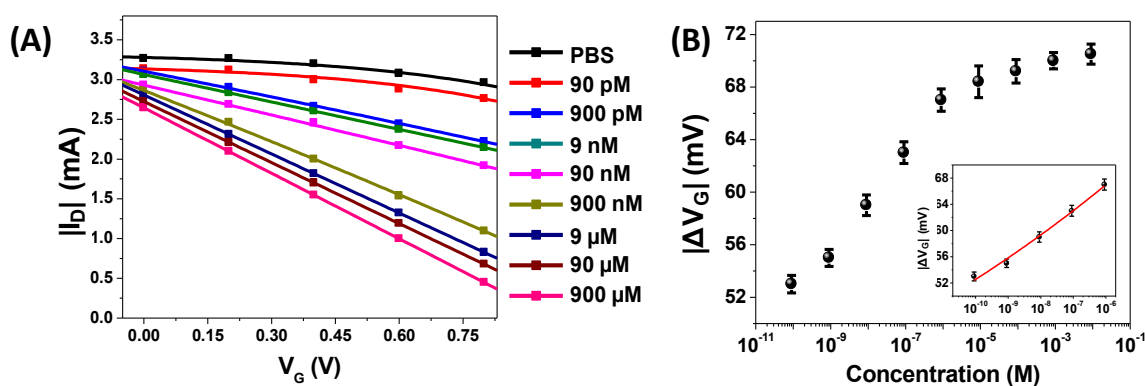 (A)
|I_D| (mA)
3.5
3.0
2.5
2.0
1.5
1.0
0.5
0.0
0.00 0.15 0.30 0.45 0.60 0.75
V_G (V)
PBS
90 pM
900 pM
9 nM
90 nM
900 nM
9 μM
90 μM
900 μM
(B)
|ΔV_G| (mV)
72
68
64
60
56
52
10^-11 10^-9 10^-7 10^-5 10^-3 10^-1
Concentration (M)
|ΔV_G| (mV)
68
64
60
56
52
10^-10 10^-9 10^-8 10^-7 10^-6